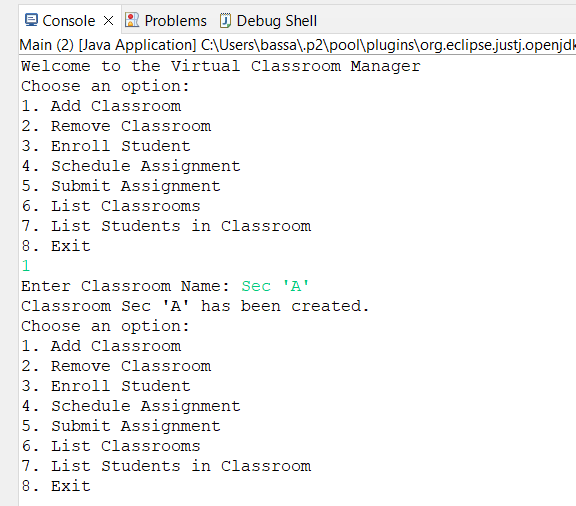 Console Problems Debug Shell
Main (2) [Java Application] C:\Users\bassa\.p2\pool\plugins\org.eclipse.justj.openjdk
Welcome to the Virtual Classroom Manager
Choose an option:
1. Add Classroom
2. Remove Classroom
3. Enroll Student
4. Schedule Assignment
5. Submit Assignment
6. List Classrooms
7. List Students in Classroom
8. Exit
1
Enter Classroom Name: Sec 'A'
Classroom Sec 'A' has been created.
Choose an option:
1. Add Classroom
2. Remove Classroom
3. Enroll Student
4. Schedule Assignment
5. Submit Assignment
6. List Classrooms
7. List Students in Classroom
8. Exit